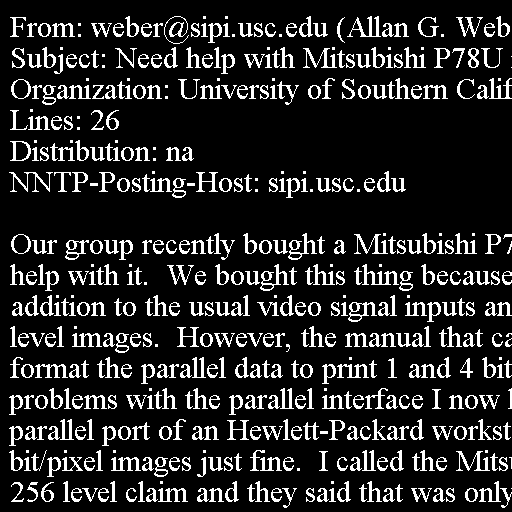 From: weber@sipi.usc.edu (Allan G. Web
Subject: Need help with Mitsubishi P78U
Organization: University of Southern Calif
Lines: 26
Distribution: na
NNTP-Posting-Host: sipi.usc.edu

Our group recently bought a Mitsubishi P7
help with it.  We bought this thing because
addition to the usual video signal inputs an
level images.  However, the manual that ca
format the parallel data to print 1 and 4 bit
problems with the parallel interface I now
parallel port of an Hewlett-Packard workst
bit/pixel images just fine.  I called the Mits
256 level claim and they said that was only